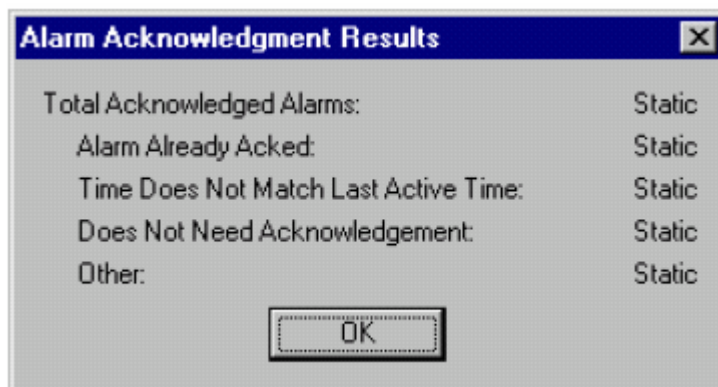 Alarm Acknowledgment Results
Total Acknowledged Alarms: Static
Alarm Already Acked: Static
Time Does Not Match Last Active Time: Static
Does Not Need Acknowledgement: Static
Other: Static
OK